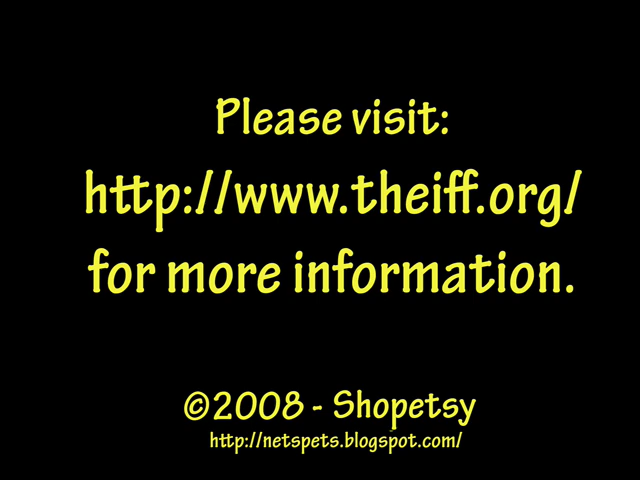 Please visit:
http://www.theiff.org/
for more information.
©2008 - Shopetsy
http://netspets.blogspot.com/